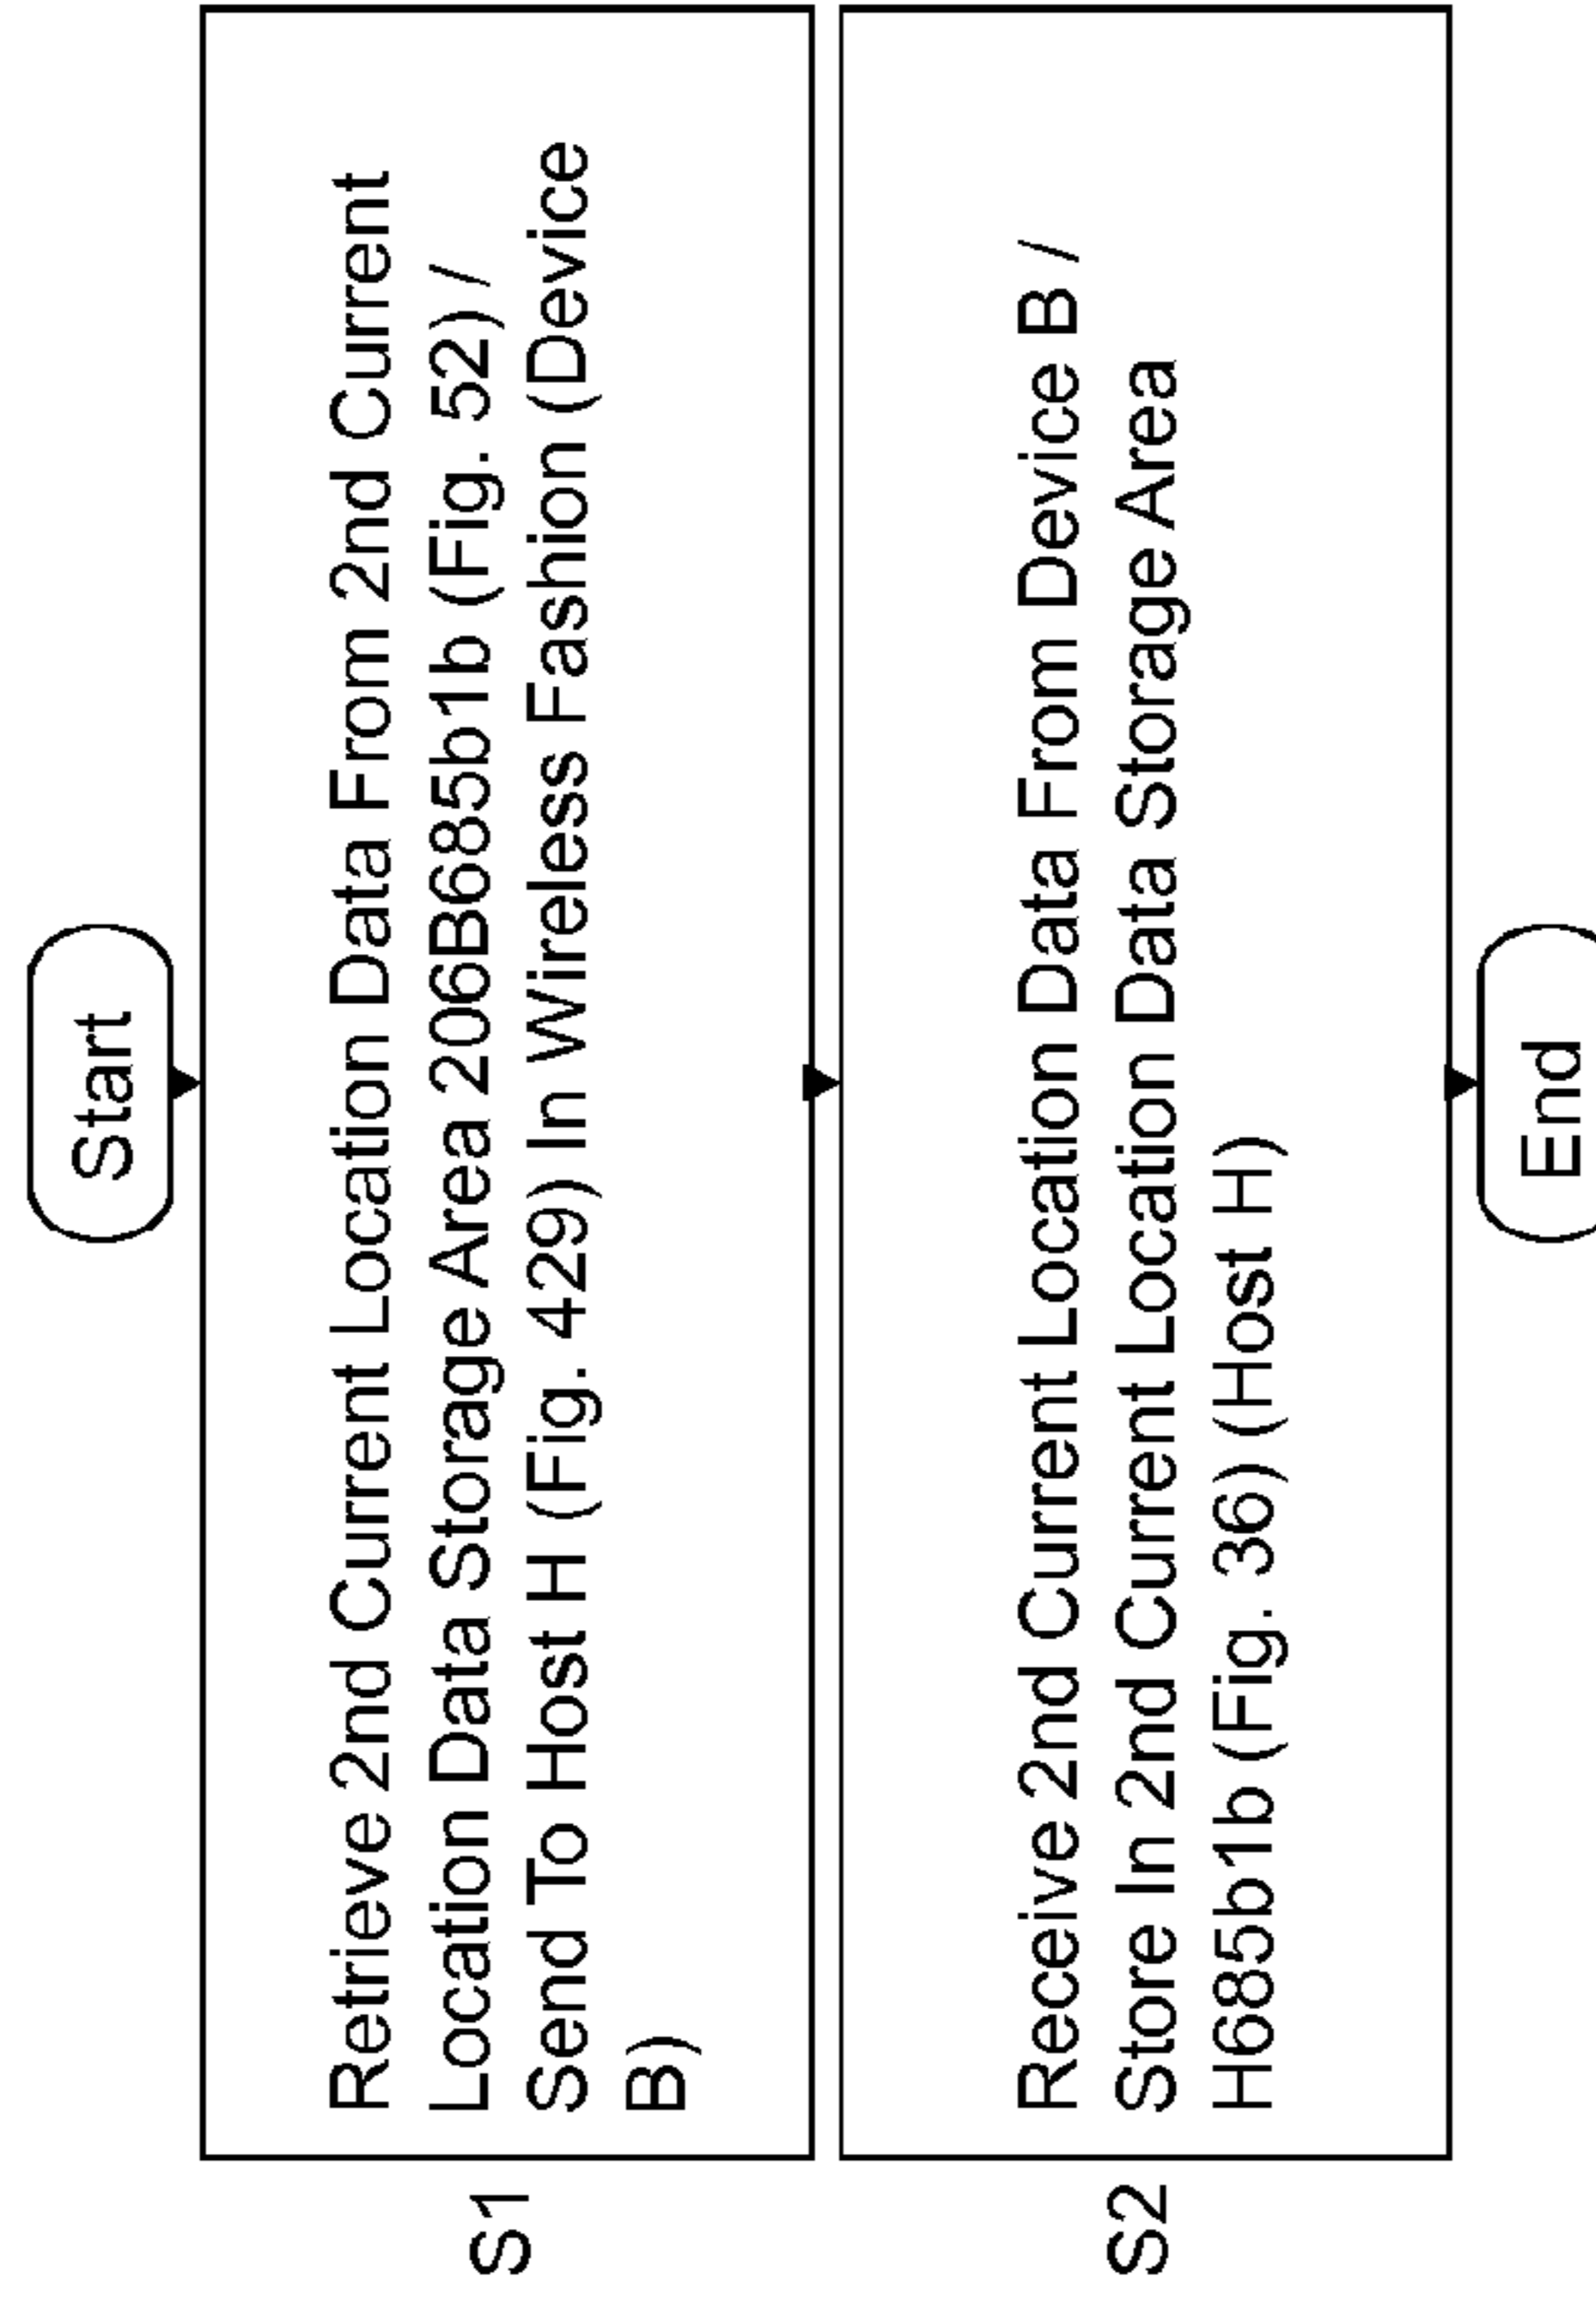 Start
S1
Retrieve 2nd Current Location Data From 2nd Current
Location Data Storage Area 206B685b1b (Fig. 52) /
Send To Host H (Fig. 429) In Wireless Fashion (Device
B)
S2
Receive 2nd Current Location Data From Device B /
Store In 2nd Current Location Data Storage Area
H685b1b (Fig. 36) (Host H)
End